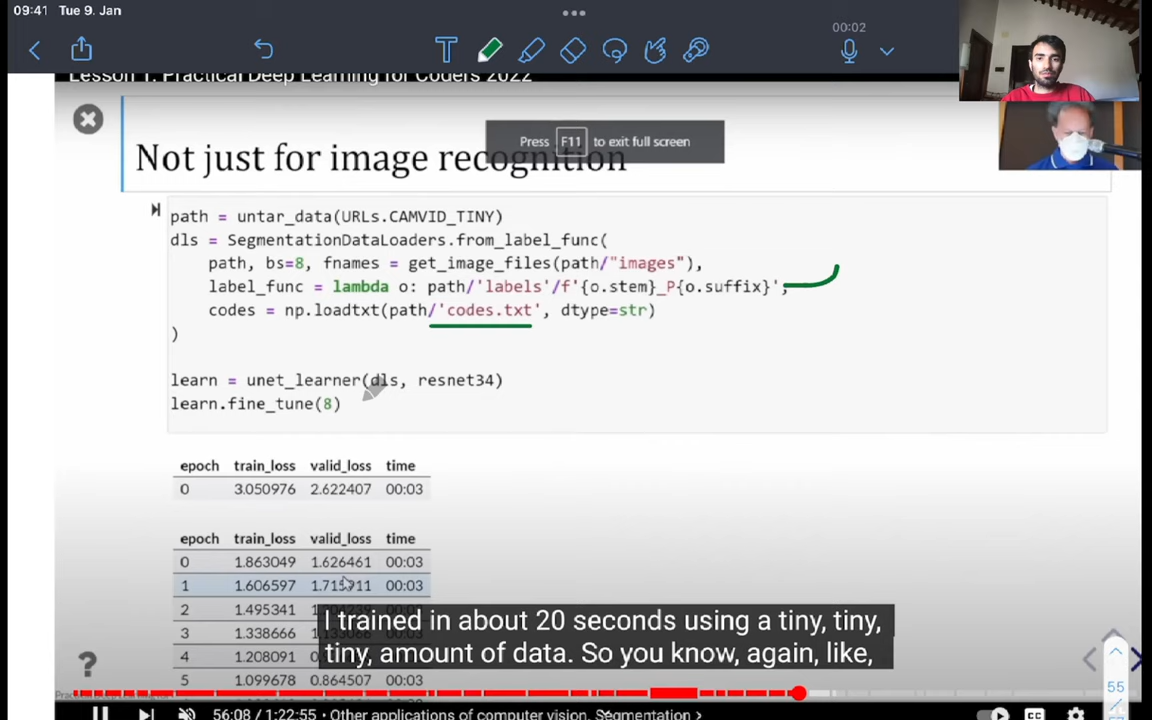 09:41 Tue 9. Jan
00:02
Lesson 1: Practical Deep Learning for Coders 2022
Press F11 to exit full screen
Not just for image recognition
path = untar_data(URLs.CAMVID_TINY)
dls = SegmentationDataLoaders.from_label_func(
path, bs=8, fnames = get_image_files(path/"images"),
label_func = lambda o: path/'labels'/f'{o.stem}_P{o.suffix}',
codes = np.loadtxt(path/'codes.txt', dtype=str)
)
learn = unet_learner(dls, resnet34)
learn.fine_tune(8)
epoch train_loss valid_loss time
0 3.050976 2.622407 00:03
epoch train_loss valid_loss time
0 1.863049 1.626461 00:03
1 1.606597 00:03
2 1.495341
3 1.338666
4 1.208091
5 1.099678 0.864507 00:03
I trained in about 20 seconds using a tiny, tiny,
tiny, amount of data. So you know, again, like,
?
55
56:08 / 1:22:55 • Other applications of computer vision. Segmentation >
CC